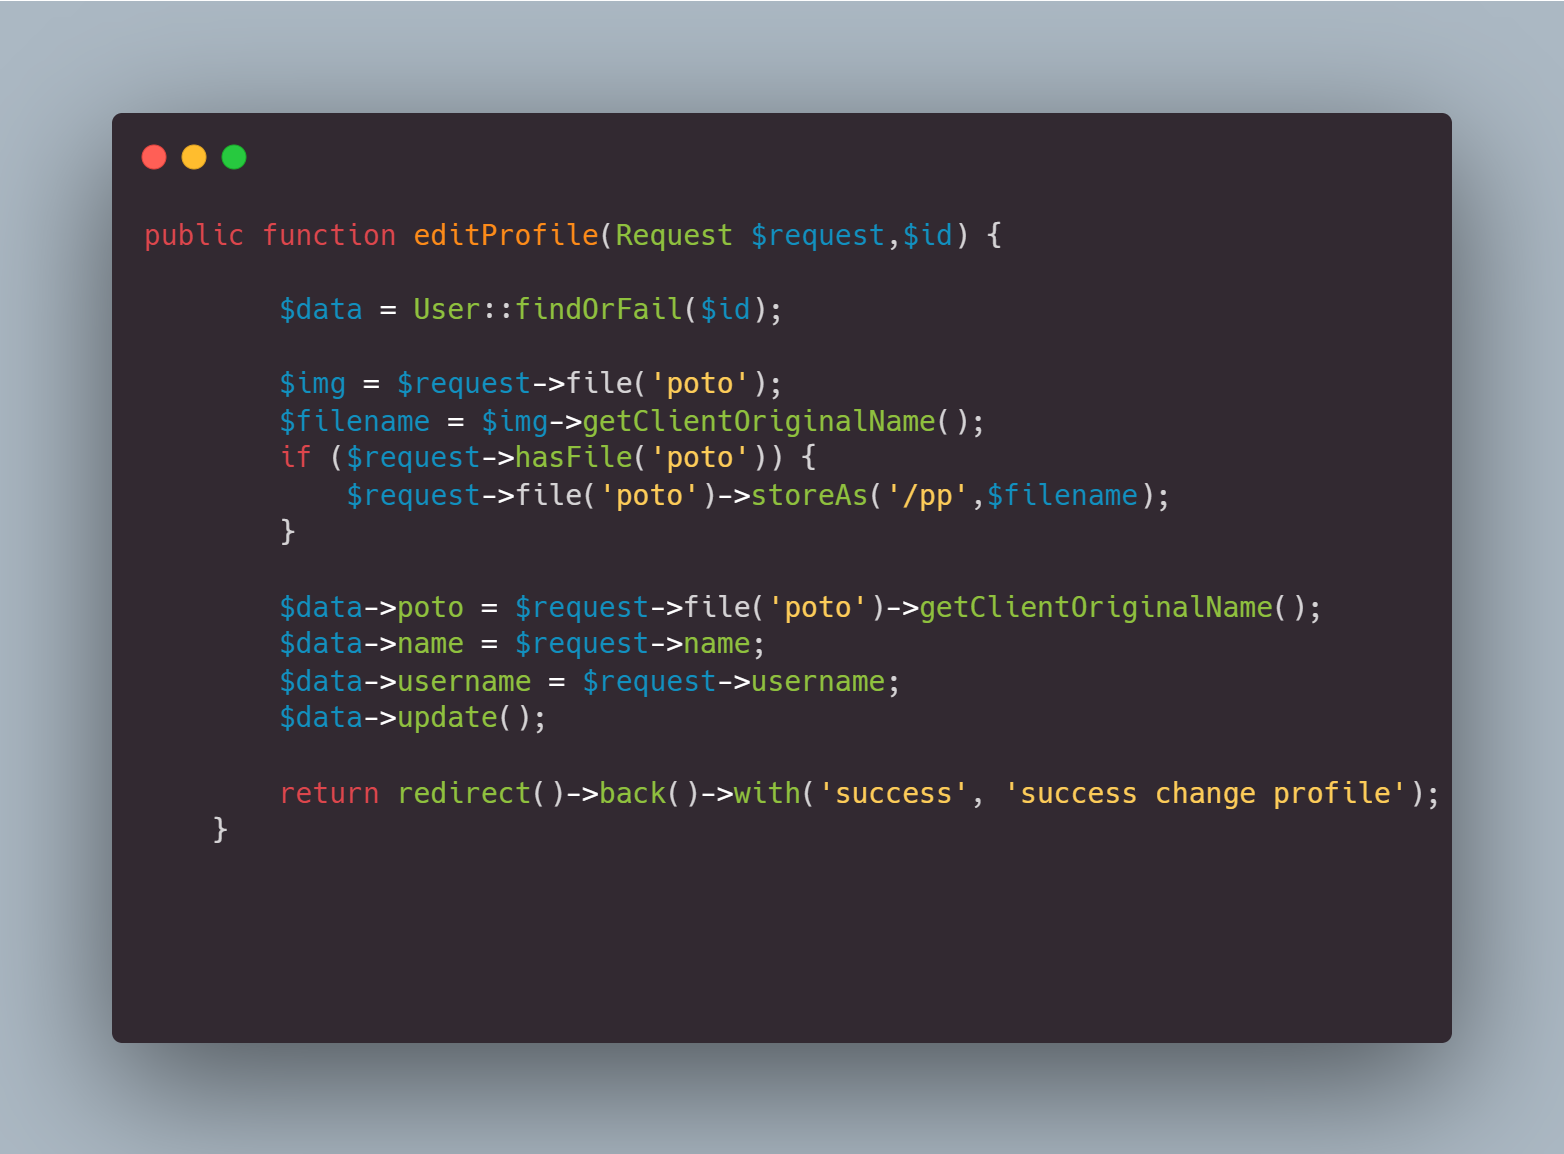 public function editProfile(Request $request,$id) {
$data = User::findOrFail($id);
$img = $request->file('poto');
$filename = $img->getClientOriginalName();
if ($request->hasFile('poto')) {
$request->file('poto')->storeAs('/pp',$filename);
}
$data->poto = $request->file('poto')->getClientOriginalName();
$data->name = $request->name;
$data->username = $request->username;
$data->update();
return redirect()->back()->with('success', 'success change profile');
}